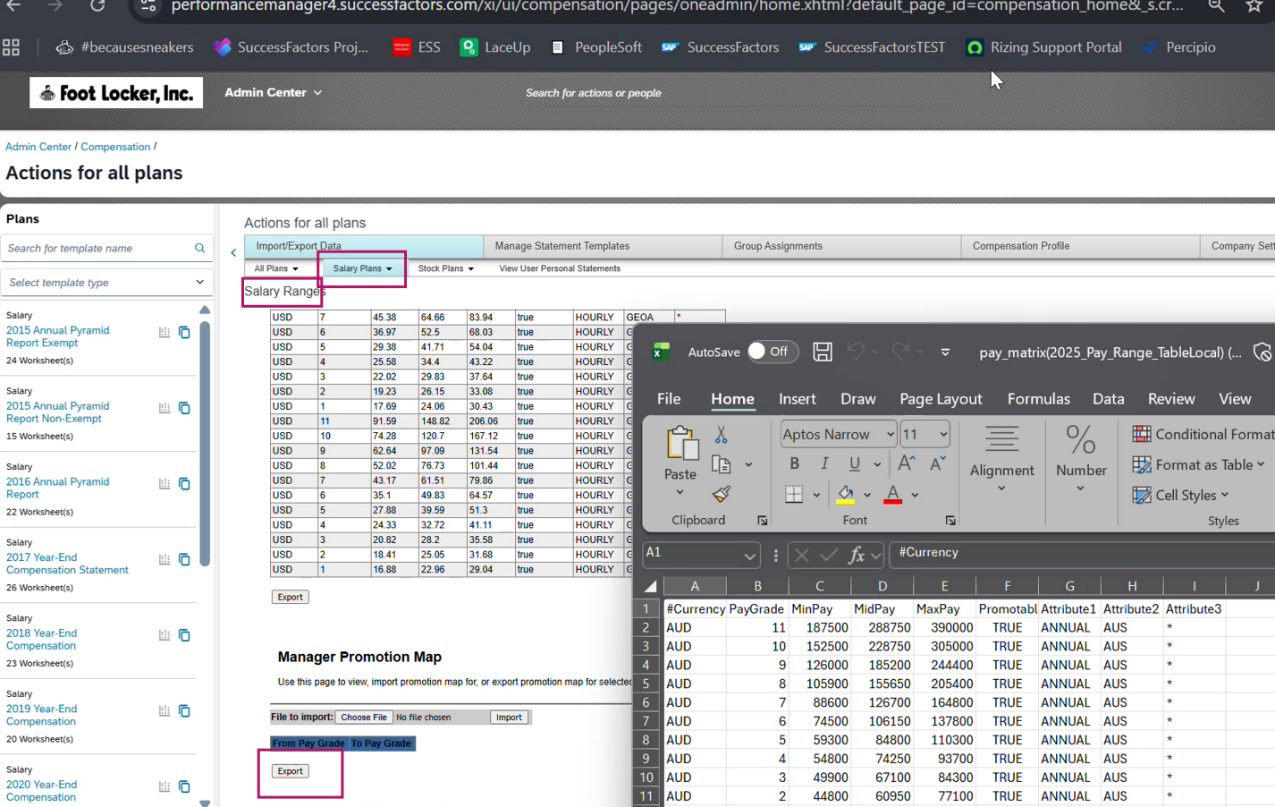 performancemanager4.successfactors.com/xi/ui/compensation/pages/oneadmin/home.xhtml?default_page_id=compensation_home&_s.cr...
#becausesneakers SuccessFactors Proj... ESS LaceUp PeopleSoft SAP SuccessFactors SAP SuccessFactorsTEST Rizing Support Portal Percipio
Foot Locker, Inc. Admin Center Search for actions or people
Admin Center / Compensation /
Actions for all plans
Plans
Search for template name
Select template type
Salary
2015 Annual Pyramid
Report Exempt
24 Worksheet(s)
Salary
2015 Annual Pyramid
Report Non-Exempt
15 Worksheet(s)
Salary
2016 Annual Pyramid
Report
22 Worksheet(s)
Salary
2017 Year-End
Compensation Statement
26 Worksheet(s)
Salary
2018 Year-End
Compensation
23 Worksheet(s)
Salary
2019 Year-End
Compensation
20 Worksheet(s)
Salary
2020 Year-End
Compensation
Actions for all plans
Import/Export Data Manage Statement Templates Group Assignments Compensation Profile Company Sett
All Plans Salary Plans Stock Plans View User Personal Statements
Salary Ranges
USD 7 45.38 64.66 83.94 true HOURLY GEOA *
USD 6 36.97 52.5 68.03 true HOURLY G
USD 5 29.38 41.71 54.04 true HOURLY G
USD 4 25.58 34.4 43.22 true HOURLY G
USD 3 22.02 29.83 37.64 true HOURLY G
USD 2 19.23 26.15 33.08 true HOURLY G
USD 1 17.69 24.06 30.43 true HOURLY G
USD 11 91.59 148.82 206.06 true HOURLY G
USD 10 74.28 120.7 167.12 true HOURLY G
USD 9 62.64 97.09 131.54 true HOURLY G
USD 8 52.02 76.73 101.44 true HOURLY G
USD 7 43.17 61.51 79.86 true HOURLY G
USD 6 35.1 49.83 64.57 true HOURLY G
USD 5 27.88 39.59 51.3 true HOURLY G
USD 4 24.33 32.72 41.11 true HOURLY G
USD 3 20.82 28.2 35.58 true HOURLY G
USD 2 18.41 25.05 31.68 true HOURLY G
USD 1 16.88 22.96 29.04 true HOURLY G
Export
Manager Promotion Map
Use this page to view, import promotion map for, or export promotion map for selected
File to import: Choose File No file chosen Import
From Pay Grade To Pay Grade
Export
AutoSave Off pay_matrix(2025_Pay_Range_TableLocal) (...
File Home Insert Draw Page Layout Formulas Data Review View
Paste
Clipboard
Aptos Narrow 11
B I U A A
A
Font
Alignment
Number
Conditional Format
Format as Table
Cell Styles
Styles
A1 fx #Currency
A B C D E F G H I J
1 #Currency PayGrade MinPay MidPay MaxPay Promotabl Attribute1 Attribute2 Attribute3
2 AUD 11 187500 288750 390000 TRUE ANNUAL AUS *
3 AUD 10 152500 228750 305000 TRUE ANNUAL AUS *
4 AUD 9 126000 185200 244400 TRUE ANNUAL AUS *
5 AUD 8 105900 155650 205400 TRUE ANNUAL AUS *
6 AUD 7 88600 126700 164800 TRUE ANNUAL AUS *
7 AUD 6 74500 106150 137800 TRUE ANNUAL AUS *
8 AUD 5 59300 84800 110300 TRUE ANNUAL AUS *
9 AUD 4 54800 74250 93700 TRUE ANNUAL AUS *
10 AUD 3 49900 67100 84300 TRUE ANNUAL AUS *
11 AUD 2 44800 60950 77100 TRUE ANNUAL AUS *